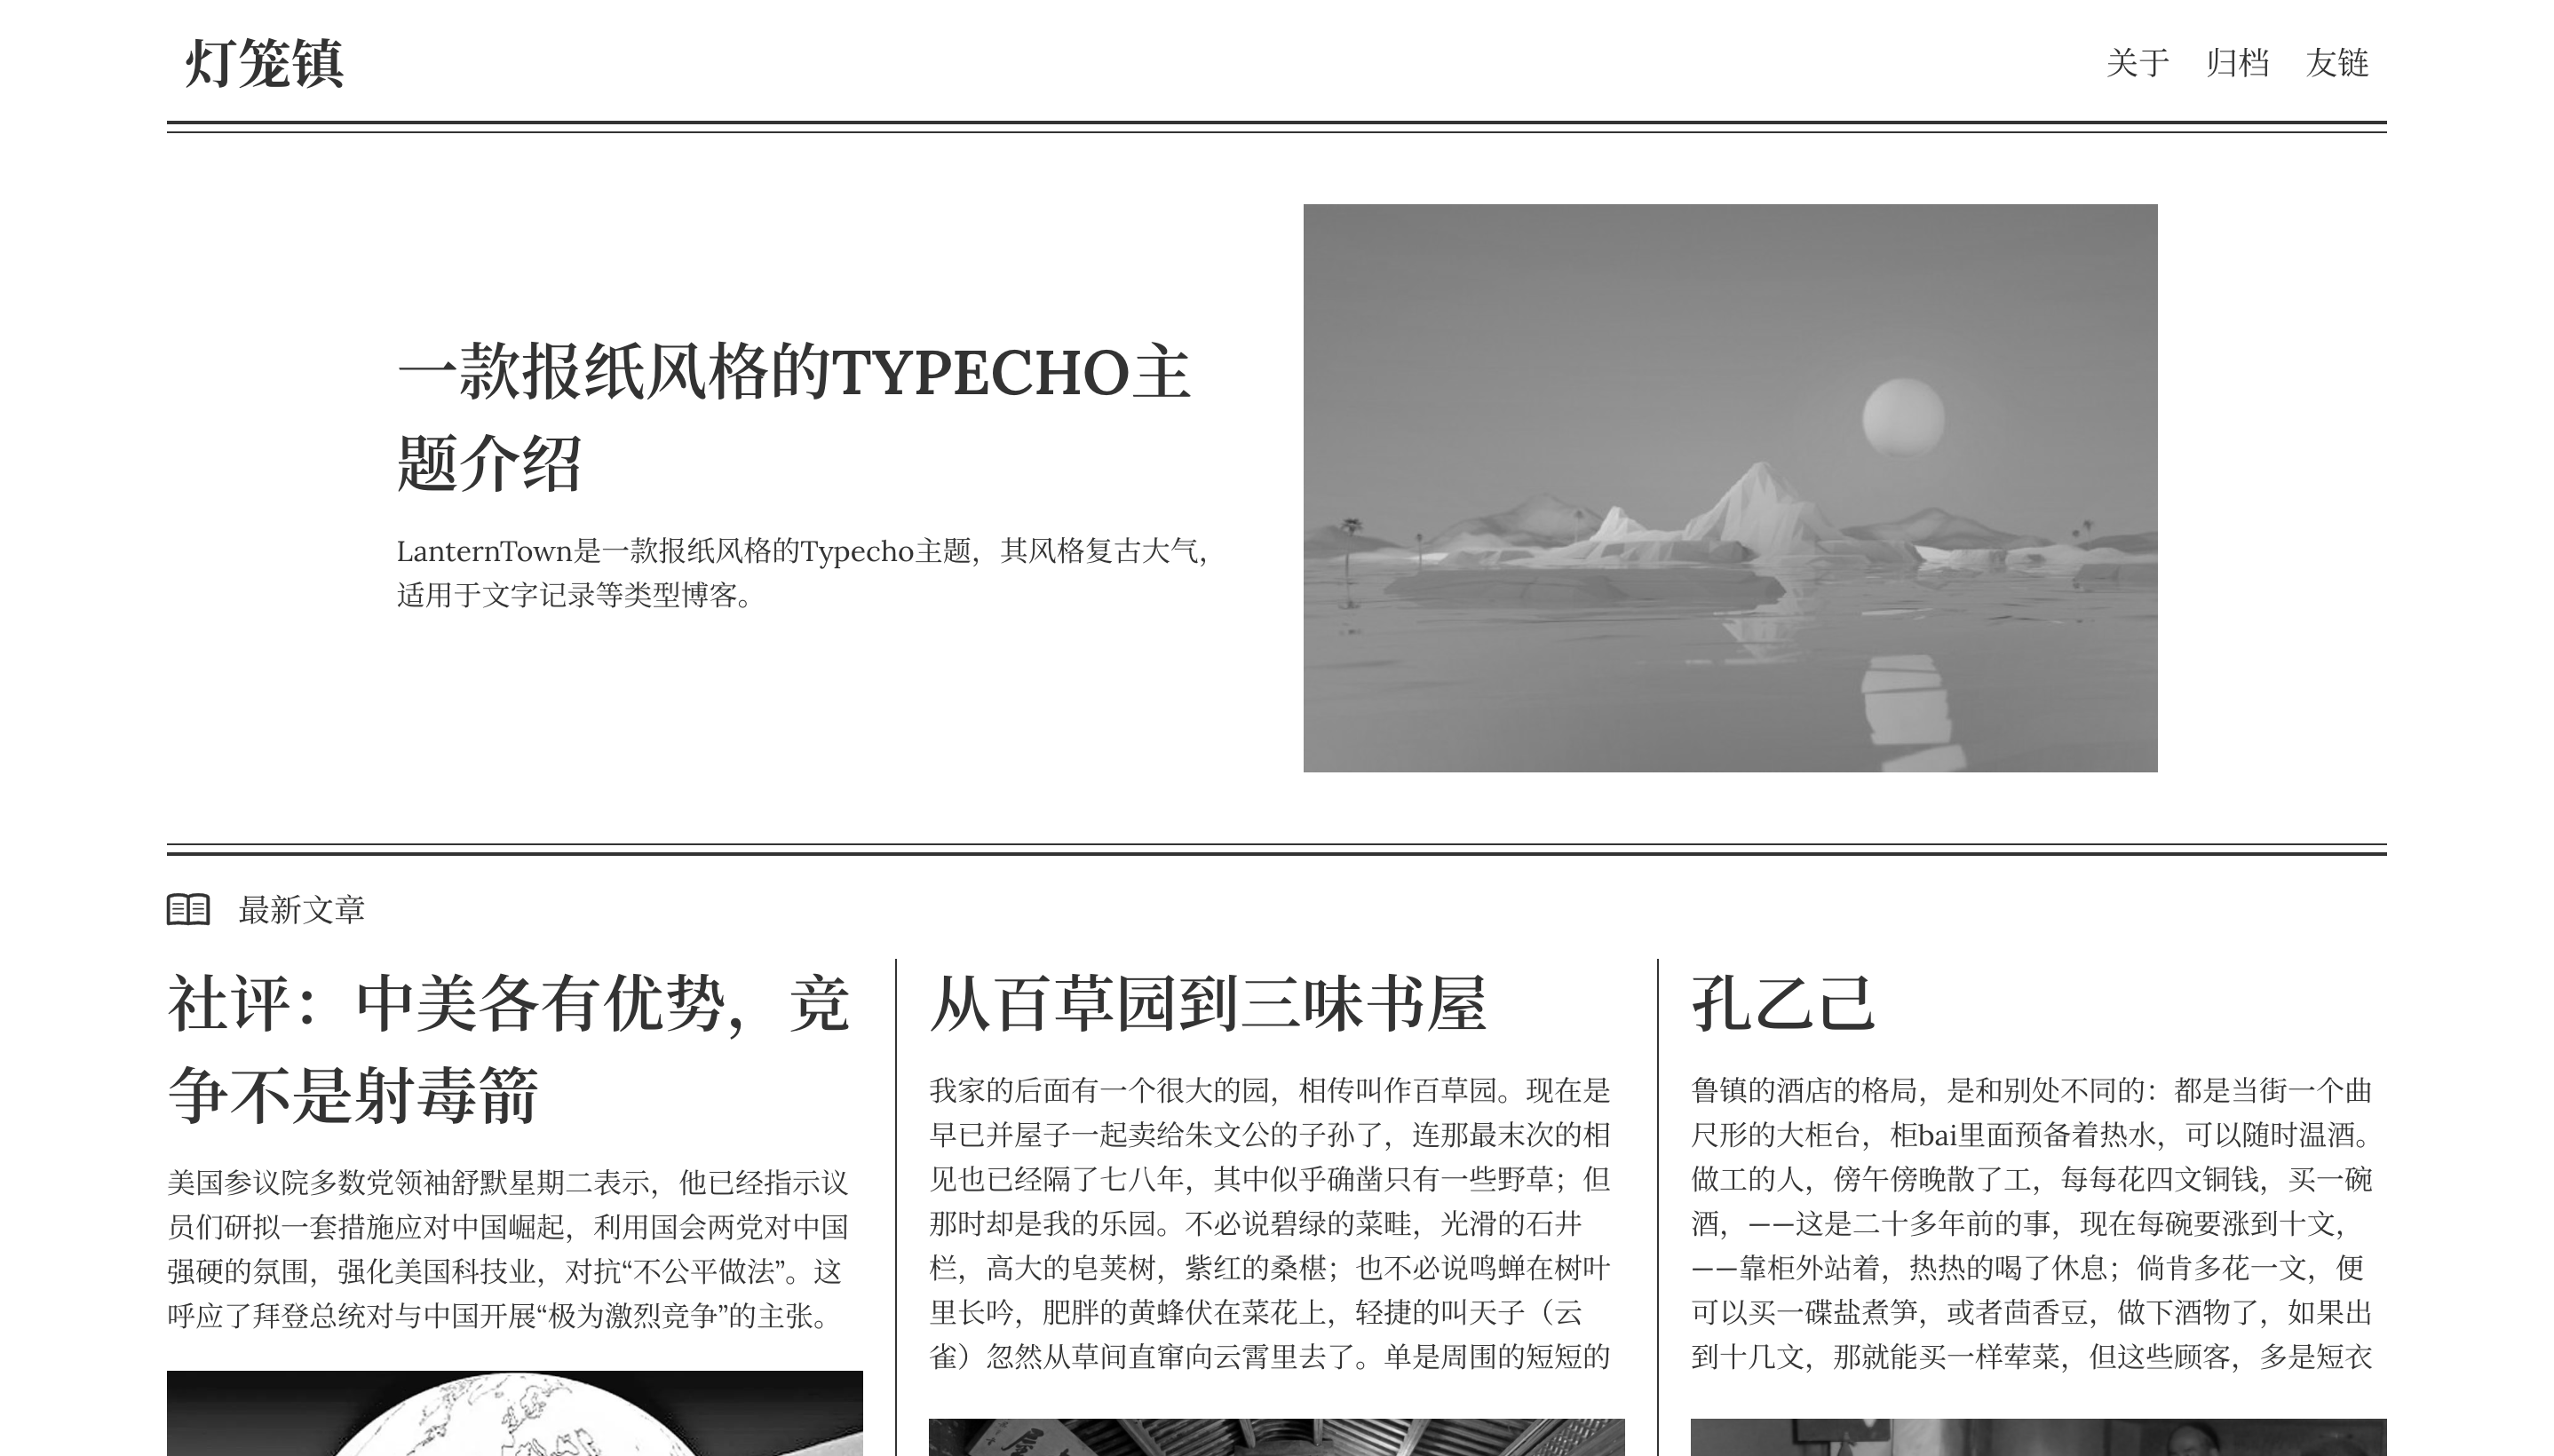 灯笼镇
关于 归档 友链
一款报纸风格的TYPECHO主
题介绍
LanternTown是一款报纸风格的Typecho主题，其风格复古大气，
适用于文字记录等类型博客。
最新文章
社评：中美各有优势，竞
争不是射毒箭
美国参议院多数党领袖舒默星期二表示，他已经指示议
员们研拟一套措施应对中国崛起，利用国会两党对中国
强硬的氛围，强化美国科技业，对抗“不公平做法”。这
呼应了拜登总统对与中国开展“极为激烈竞争”的主张。
从百草园到三味书屋
我家的后面有一个很大的园，相传叫作百草园。现在是
早已并屋子一起卖给朱文公的子孙了，连那最末次的相
见也已经隔了七八年，其中似乎确凿只有一些野草；但
那时却是我的乐园。不必说碧绿的菜畦，光滑的石井
栏，高大的皂荚树，紫红的桑椹；也不必说鸣蝉在树叶
里长吟，肥胖的黄蜂伏在菜花上，轻捷的叫天子（云
雀）忽然从草间直窜向云霄里去了。单是周围的短短的
孔乙己
鲁镇的酒店的格局，是和别处不同的：都是当街一个曲
尺形的大柜台，柜bai里面预备着热水，可以随时温酒。
做工的人，傍午傍晚散了工，每每花四文铜钱，买一碗
酒，——这是二十多年前的事，现在每碗要涨到十文，
——靠柜外站着，热热的喝了休息；倘肯多花一文，便
可以买一碟盐煮笋，或者茴香豆，做下酒物了，如果出
到十几文，那就能买一样荤菜，但这些顾客，多是短衣